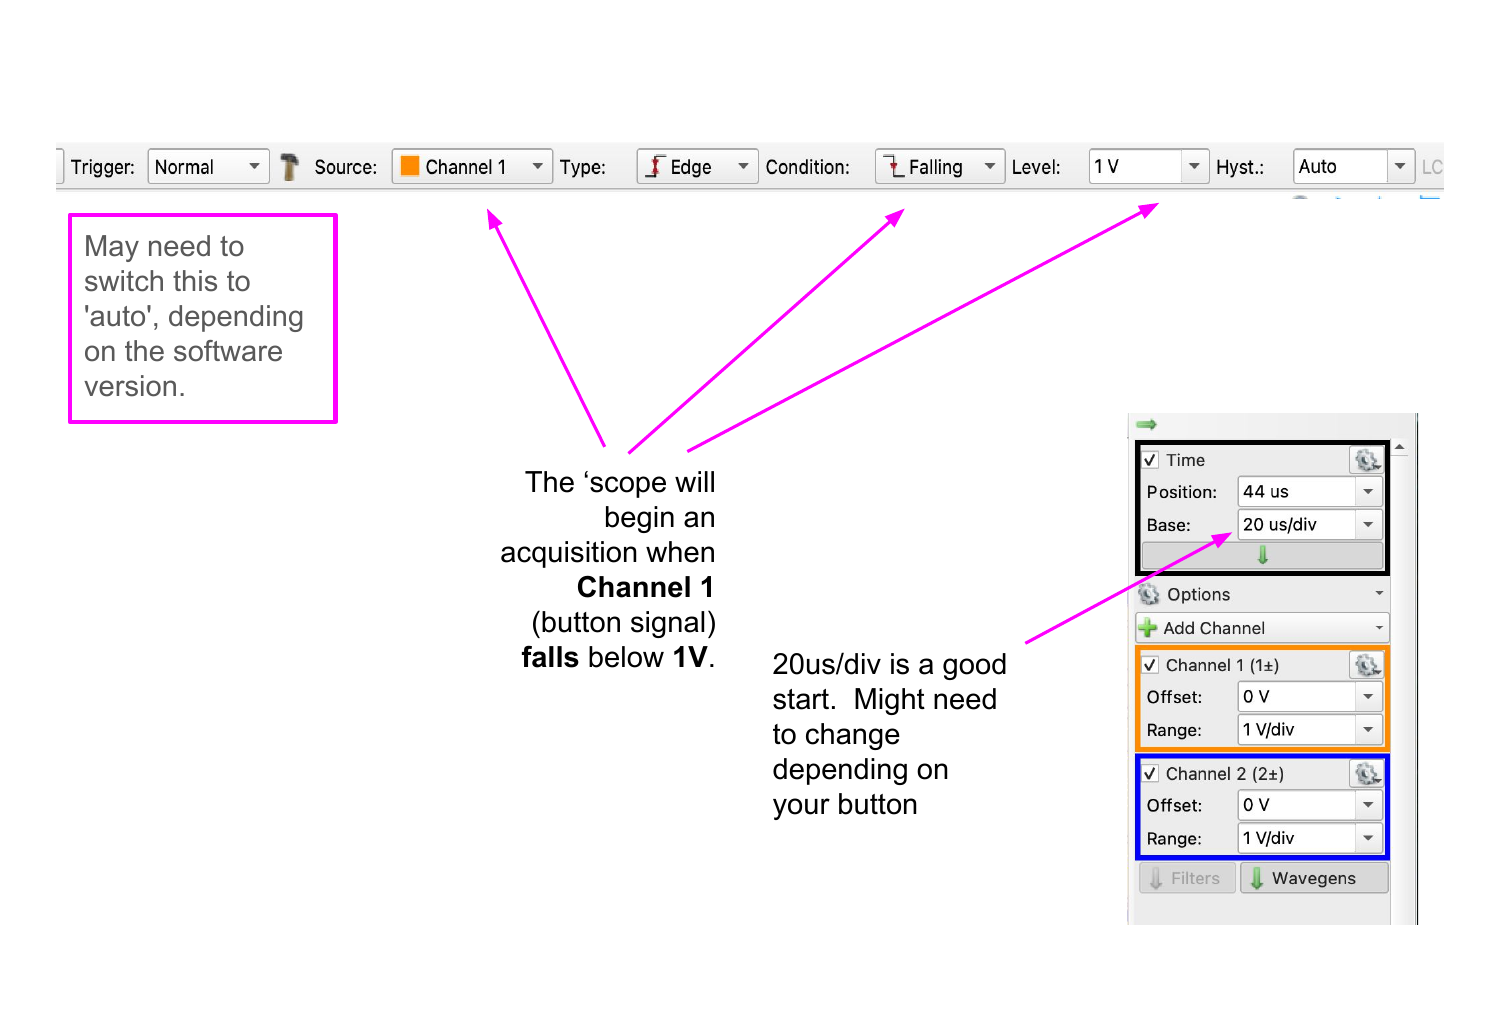 Trigger: Normal Source: Channel 1 Type: Edge Condition: Falling Level: 1 V Hyst.: Auto LC
May need to
switch this to
'auto', depending
on the software
version.
The ‘scope will
begin an
acquisition when
Channel 1
(button signal)
falls below 1V.
20us/div is a good
start.  Might need
to change
depending on
your button
Time
Position: 44 us
Base: 20 us/div
Options
Add Channel
Channel 1 (1±)
Offset: 0 V
Range: 1 V/div
Channel 2 (2±)
Offset: 0 V
Range: 1 V/div
Filters Wavegens